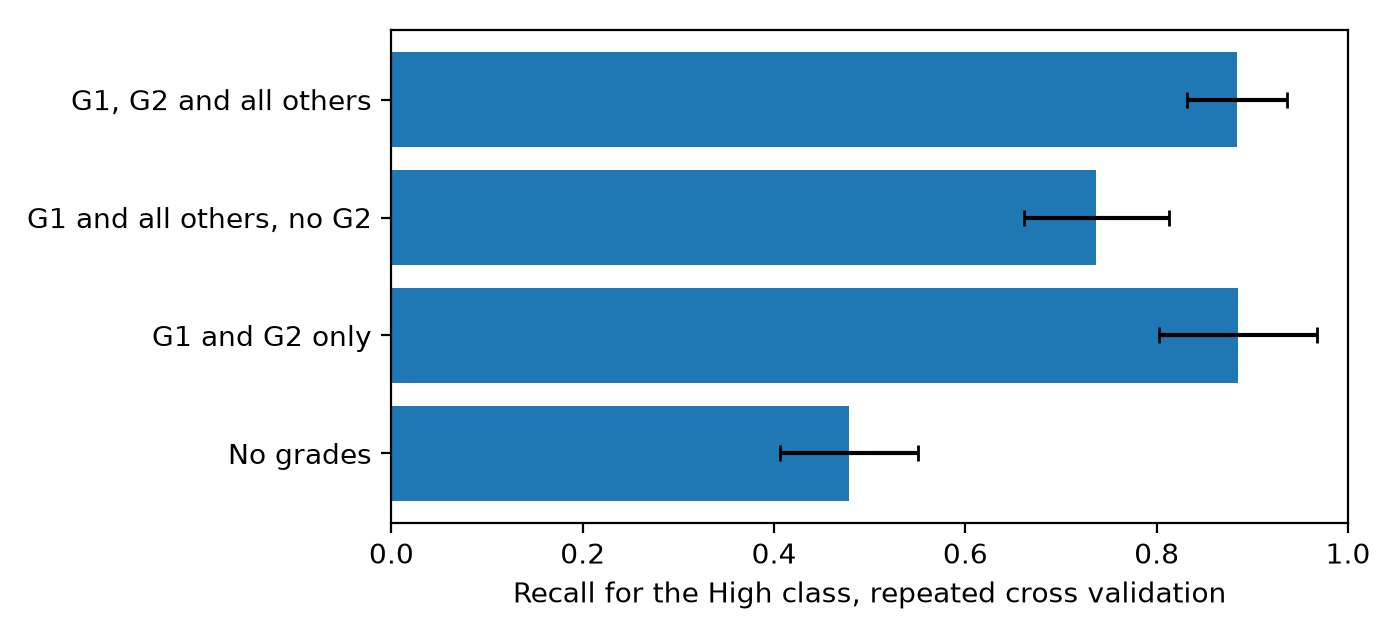 G1, G2 and all others
G1 and all others, no G2
G1 and G2 only
No grades
0.0 0.2 0.4 0.6 0.8 1.0
Recall for the High class, repeated cross validation